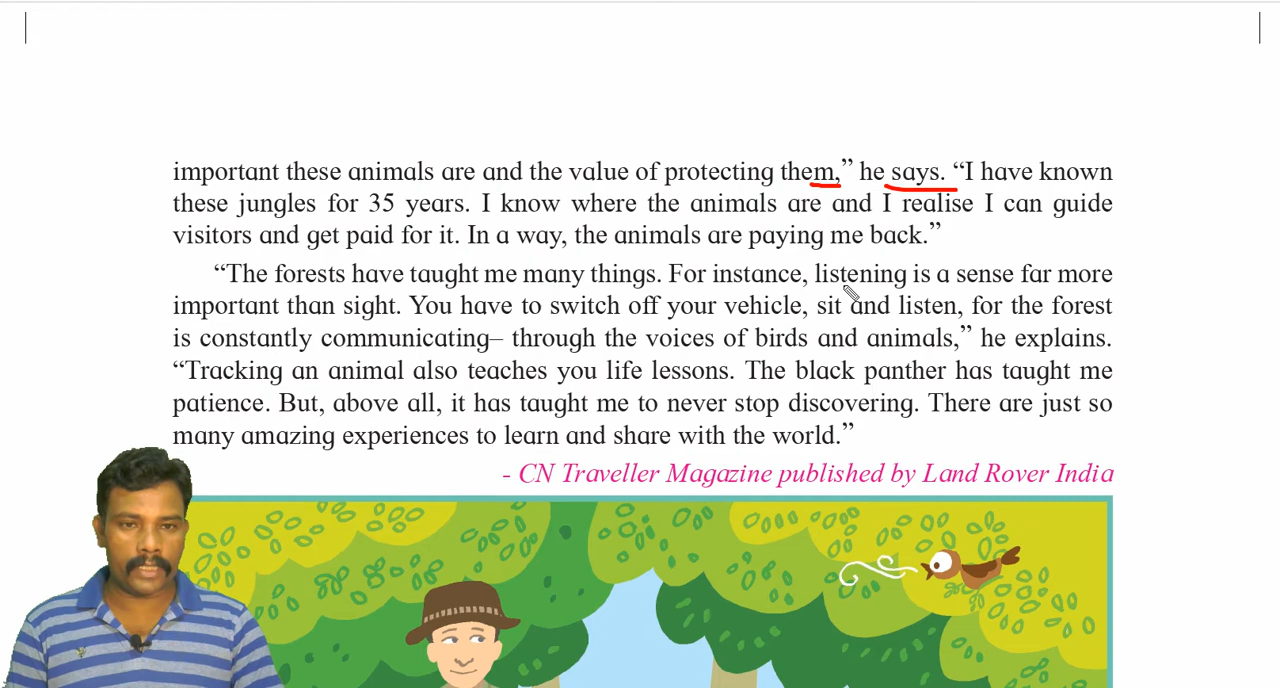 important these animals are and the value of protecting them,” he says. “I have known
these jungles for 35 years. I know where the animals are and I realise I can guide
visitors and get paid for it. In a way, the animals are paying me back.”
“The forests have taught me many things. For instance, listening is a sense far more
important than sight. You have to switch off your vehicle, sit and listen, for the forest
is constantly communicating– through the voices of birds and animals,” he explains.
“Tracking an animal also teaches you life lessons. The black panther has taught me
patience. But, above all, it has taught me to never stop discovering. There are just so
many amazing experiences to learn and share with the world.”
- CN Traveller Magazine published by Land Rover India